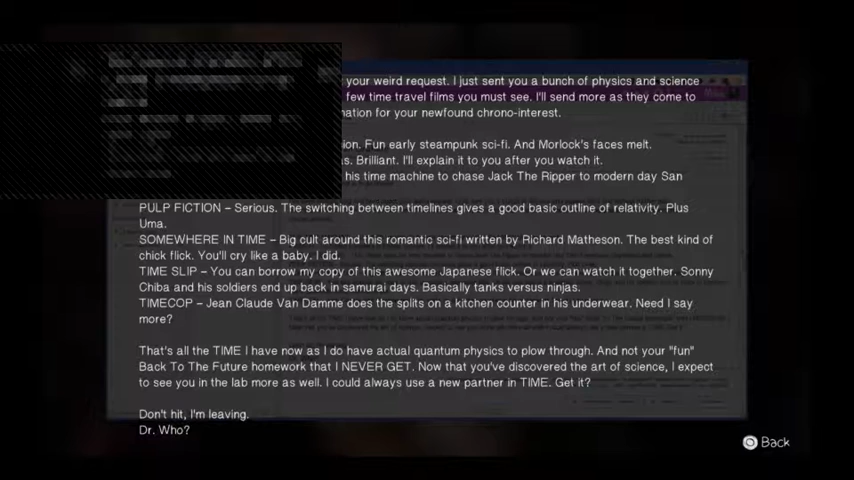 your weird request. I just sent you a bunch of physics and science
few time travel films you must see. I'll send more as they come to
nation for your newfound chrono-interest.
ion. Fun early steampunk sci-fi. And Morlock's faces melt.
s. Brilliant. I'll explain it to you after you watch it.
his time machine to chase Jack The Ripper to modern day San
PULP FICTION – Serious. The switching between timelines gives a good basic outline of relativity. Plus
Uma.
SOMEWHERE IN TIME – Big cult around this romantic sci-fi written by Richard Matheson. The best kind of
chick flick. You'll cry like a baby. I did.
TIME SLIP – You can borrow my copy of this awesome Japanese flick. Or we can watch it together. Sonny
Chiba and his soldiers end up back in samurai days. Basically tanks versus ninjas.
TIMECOP – Jean Claude Van Damme does the splits on a kitchen counter in his underwear. Need I say
more?
That's all the TIME I have now as I do have actual quantum physics to plow through. And not your "fun"
Back To The Future homework that I NEVER GET. Now that you've discovered the art of science, I expect
to see you in the lab more as well. I could always use a new partner in TIME. Get it?
Don't hit, I'm leaving.
Dr. Who?
Back